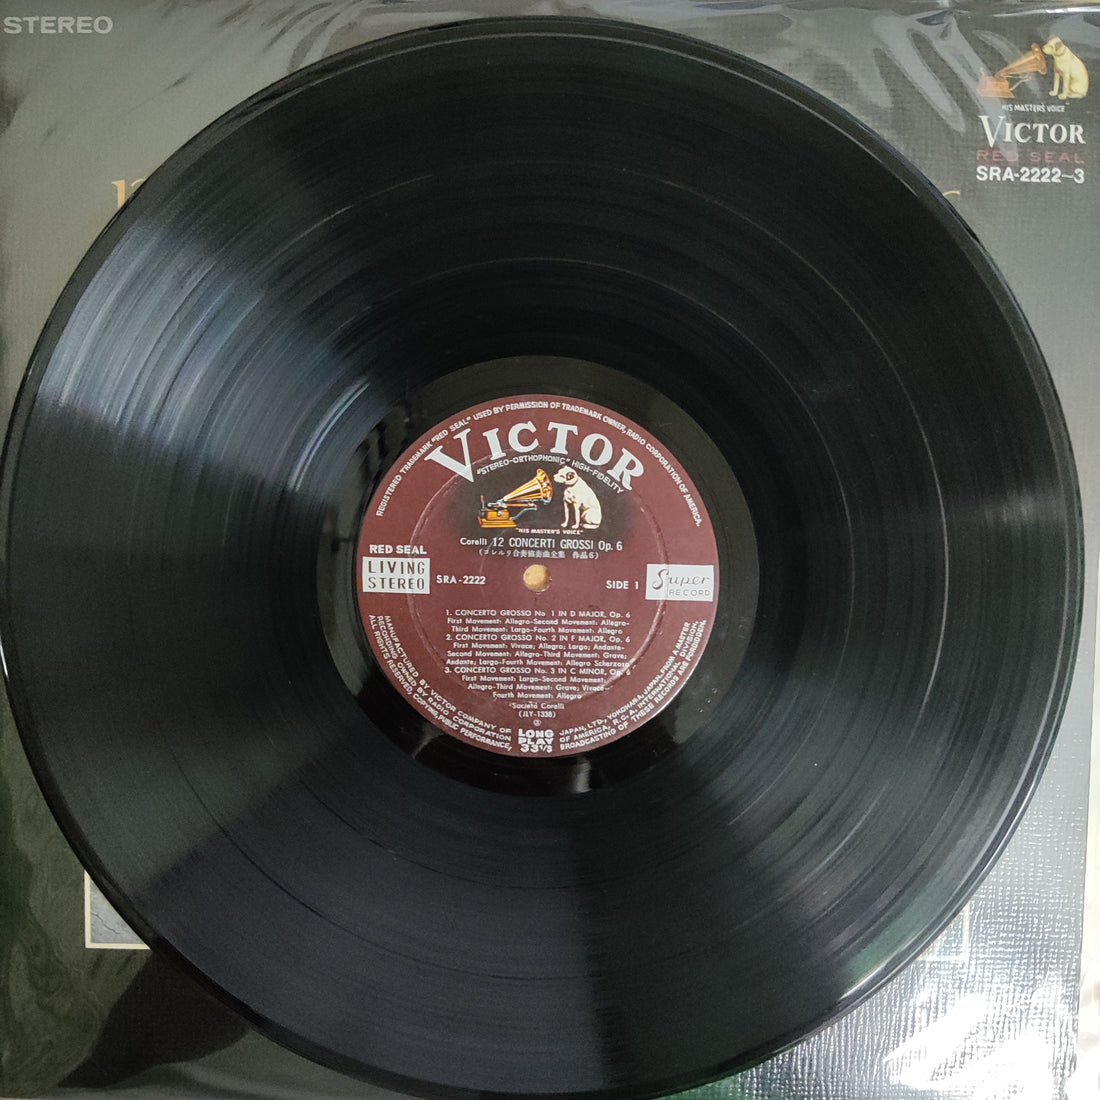 STEREO
"HIS MASTER'S VOICE"
VICTOR
RED SEAL
SRA-2222~3
REGISTERED TRADEMARK "RED SEAL" USED BY PERMISSION OF TRADEMARK OWNER, RADIO CORPORATION OF AMERICA.
VICTOR
"STEREO-ORTHOPHONIC" HIGH-FIDELITY
"HIS MASTER'S VOICE"
Corelli 12 CONCERTI GROSSI Op. 6
(コレルリ合奏協奏曲全集 作品6)
RED SEAL
LIVING
STEREO
SRA-2222
SIDE 1
Super
RECORD
1. CONCERTO GROSSO No. 1 IN D MAJOR, Op. 6
First Movement: Allegro-Second Movement: Allegro-
Third Movement: Largo-Fourth Movement: Allegro
2. CONCERTO GROSSO No. 2 IN F MAJOR, Op. 6
First Movement: Vivace; Allegro; Largo; Andante-
Second Movement: Allegro-Third Movement: Grave;
Andante; Largo-Fourth Movement: Allegro Scherzoso
3. CONCERTO GROSSO No. 3 IN C MINOR, Op. 6
First Movement: Largo-Second Movement:
Allegro-Third Movement: Grave; Vivace-
Fourth Movement: Allegro
Società Corelli
(JLY-1338)
LONG
PLAY
33 1/3
MANUFACTURED BY VICTOR COMPANY OF JAPAN, LTD., YOKOHAMA, JAPAN, FROM A MASTER
RECORDING OWNED BY RADIO CORPORATION OF AMERICA, R.C.A. INTERNATIONAL DIVISION.
ALL RIGHTS RESERVED, COPYING, PUBLIC PERFORMANCE, BROADCASTING OF THESE RECORDS ARE FORBIDDEN.